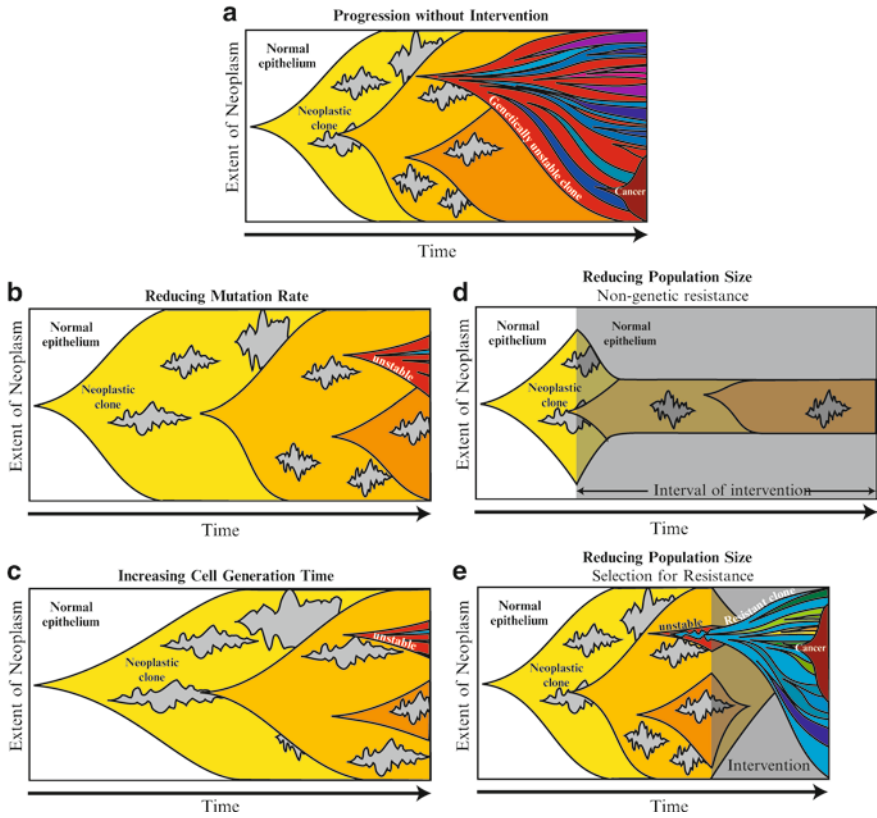 a
Progression without Intervention
Normal
epithelium
Neoplastic
clone
Genetically unstable clone
Cancer
Extent of Neoplasm
Time
b
Reducing Mutation Rate
Normal
epithelium
Neoplastic
clone
unstable
Extent of Neoplasm
Time
c
Increasing Cell Generation Time
Normal
epithelium
Neoplastic
clone
unstable
Extent of Neoplasm
Time
d
Reducing Population Size
Non-genetic resistance
Normal
epithelium
Normal
epithelium
Neoplastic
clone
Interval of intervention
Extent of Neoplasm
Time
e
Reducing Population Size
Selection for Resistance
Normal
epithelium
Neoplastic
clone
unstable
Resistant clone
Cancer
Intervention
Extent of Neoplasm
Time